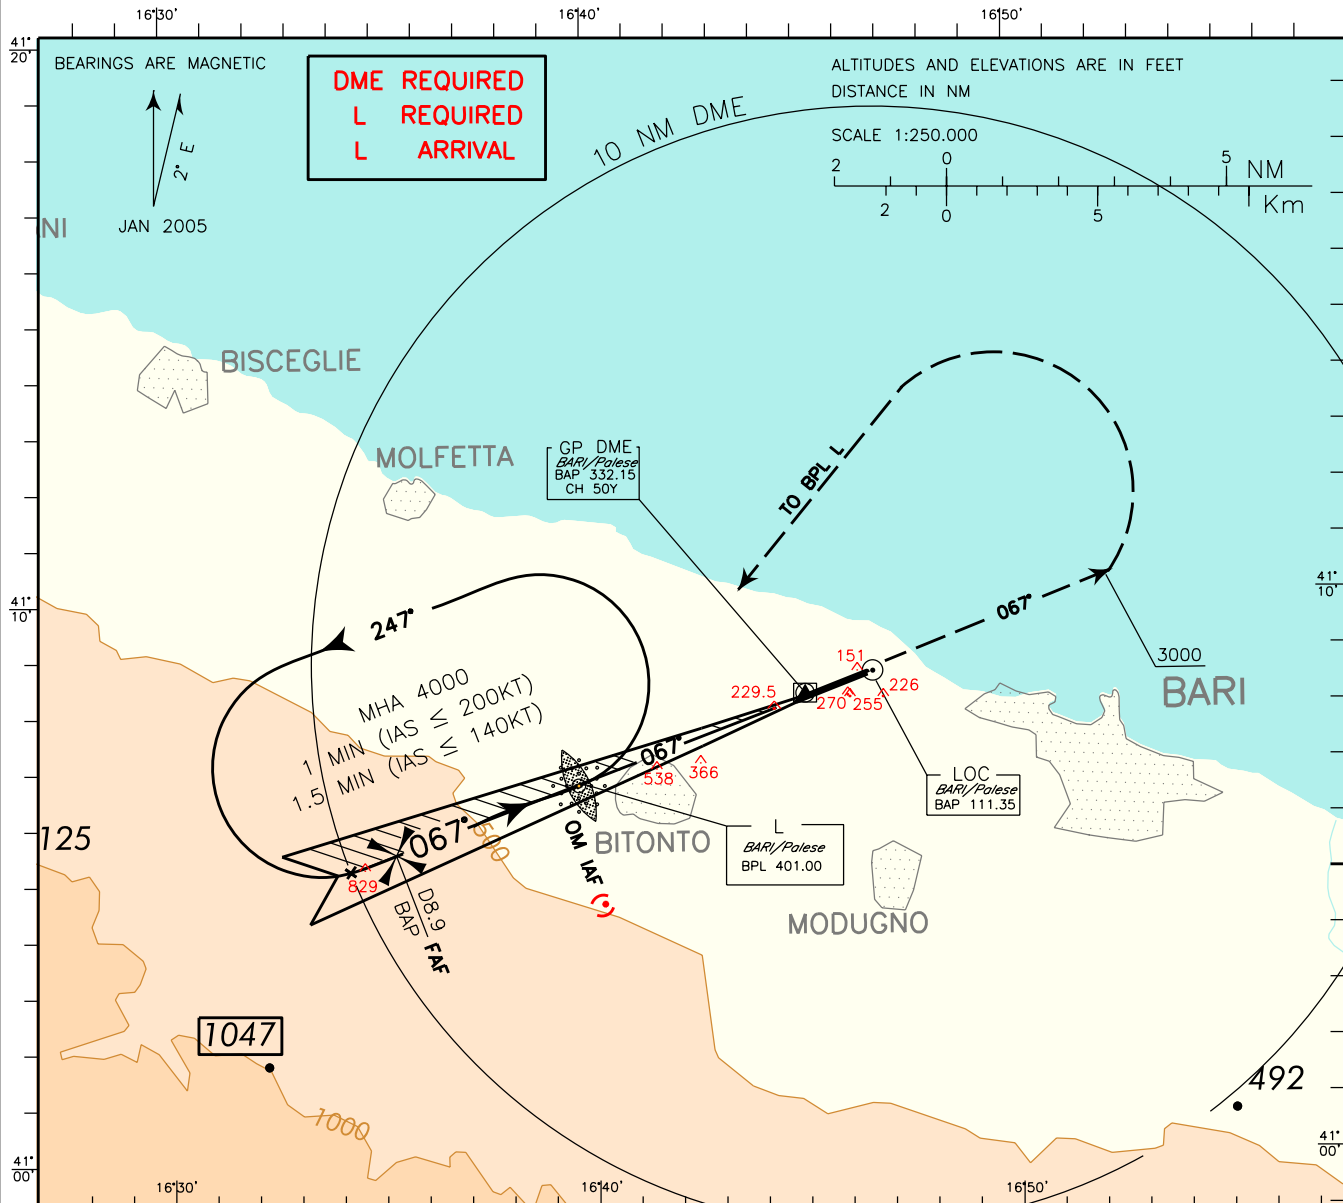 16°30' 16°40' 16°50'
41°
20'
BEARINGS ARE MAGNETIC
2° E
JAN 2005
DME REQUIRED
L REQUIRED
L ARRIVAL
10 NM DME
ALTITUDES AND ELEVATIONS ARE IN FEET
DISTANCE IN NM
SCALE 1:250.000
2 0 5 NM
2 0 5 Km
NI
BISCEGLIE
MOLFETTA
GP DME
BARI/Palese
BAP 332.15
CH 50Y
TO BPL L
067°
3000
BARI
41°
10'
41°
10'
247°
MHA 4000
1 MIN (IAS ≤ 200KT)
1.5 MIN (IAS ≤ 140KT)
151
229.5
270
255
226
067°
538
366
LOC
BARI/Palese
BAP 111.35
067°
500
BITONTO
L
BARI/Palese
BPL 401.00
OM IAF
829
D8.9
BAP
FAF
MODUGNO
125
1047
1000
492
41°
00'
41°
00'
16°30' 16°40' 16°50'